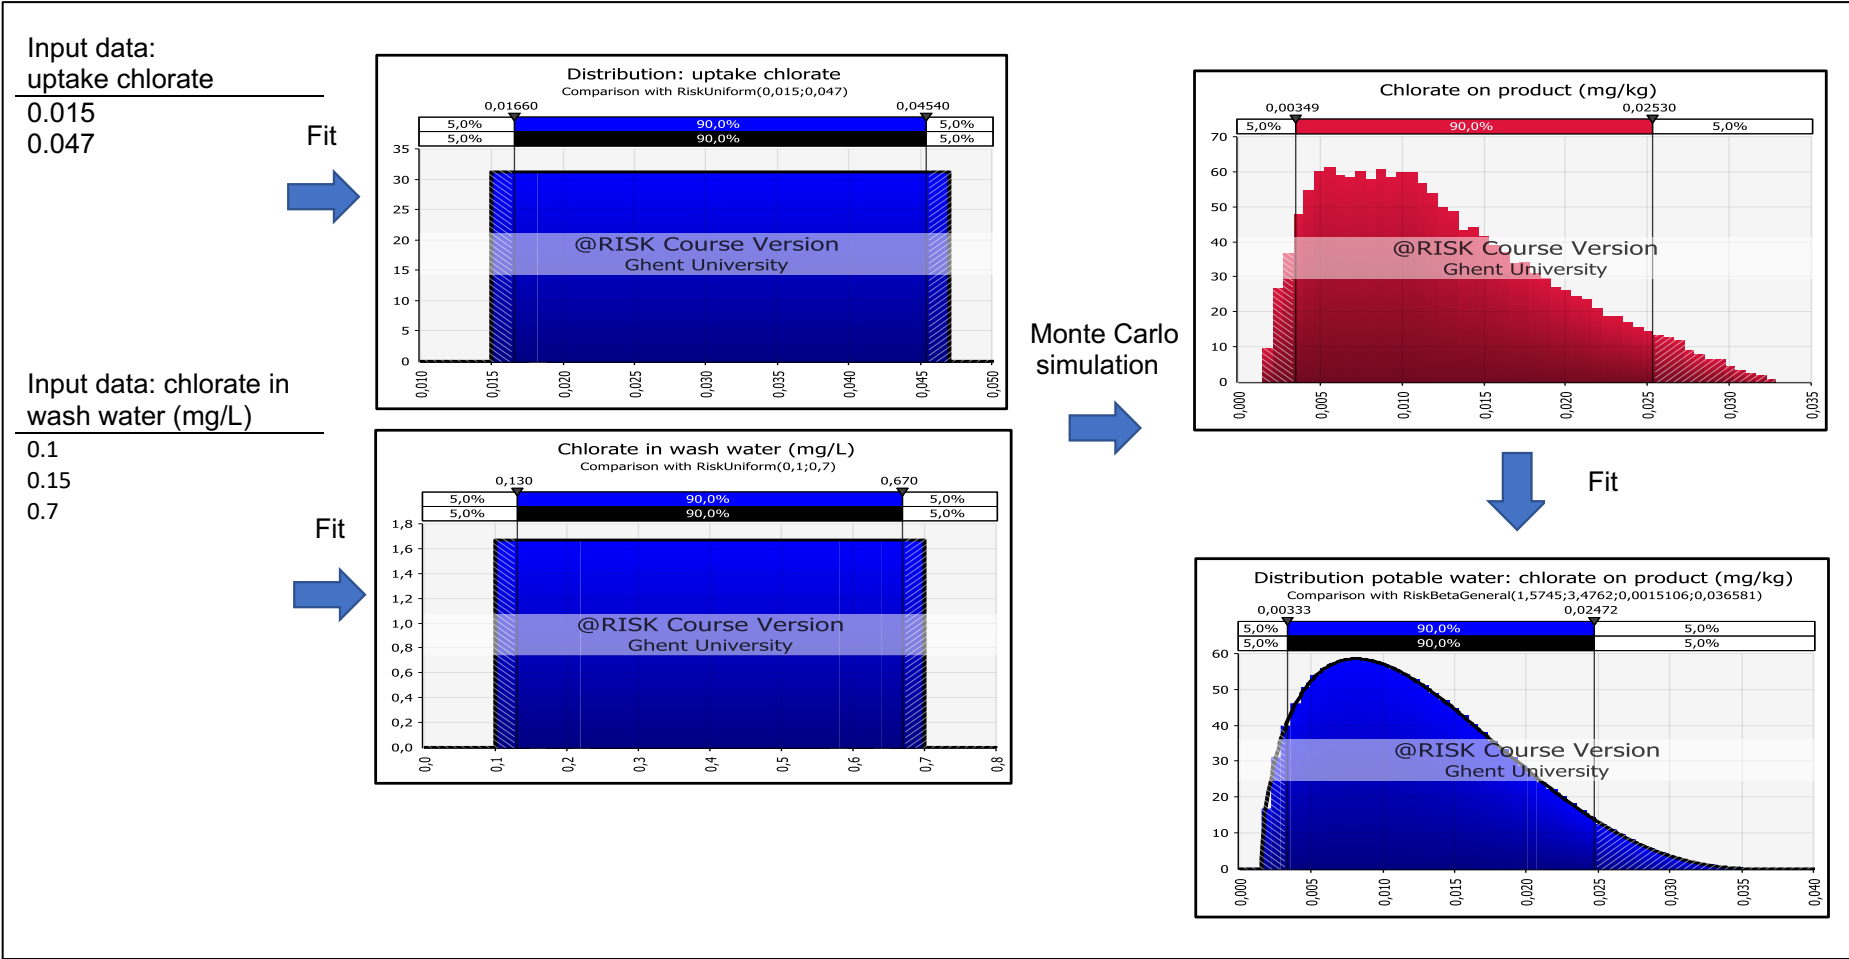 Input data:
uptake chlorate
0.015
0.047
Fit
Distribution: uptake chlorate
Comparison with RiskUniform(0,015;0,047)
0,01660 0,04540
5,0% 90,0% 5,0%
5,0% 90,0% 5,0%
35
30
25
20
15
10
5
0
@RISK Course Version
Ghent University
0,010 0,015 0,020 0,025 0,030 0,035 0,040 0,045 0,050
Input data: chlorate in
wash water (mg/L)
0.1
0.15
0.7
Fit
Chlorate in wash water (mg/L)
Comparison with RiskUniform(0,1;0,7)
0,130 0,670
5,0% 90,0% 5,0%
5,0% 90,0% 5,0%
1,8
1,6
1,4
1,2
1,0
0,8
0,6
0,4
0,2
0,0
@RISK Course Version
Ghent University
0,0 0,1 0,2 0,3 0,4 0,5 0,6 0,7 0,8
Monte Carlo
simulation
Chlorate on product (mg/kg)
0,00349 0,02530
5,0% 90,0% 5,0%
70
60
50
40
30
20
10
0
@RISK Course Version
Ghent University
0,000 0,005 0,010 0,015 0,020 0,025 0,030 0,035
Fit
Distribution potable water: chlorate on product (mg/kg)
Comparison with RiskBetaGeneral(1,5745;3,4762;0,0015106;0,036581)
0,00333 0,02472
5,0% 90,0% 5,0%
5,0% 90,0% 5,0%
60
50
40
30
20
10
0
@RISK Course Version
Ghent University
0,000 0,005 0,010 0,015 0,020 0,025 0,030 0,035 0,040